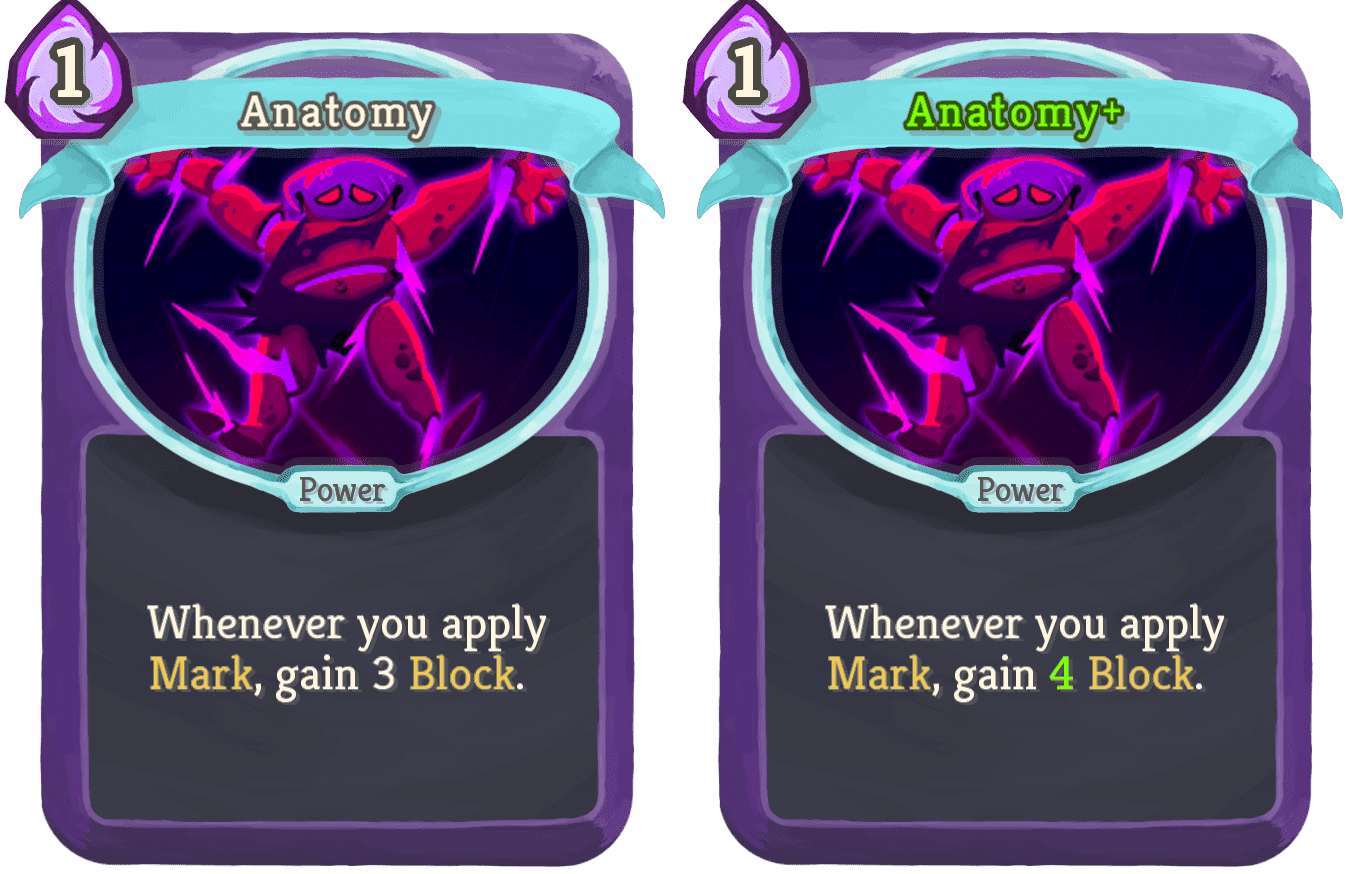 1
Anatomy
Power
Whenever you apply
Mark, gain 3 Block.
1
Anatomy+
Power
Whenever you apply
Mark, gain 4 Block.